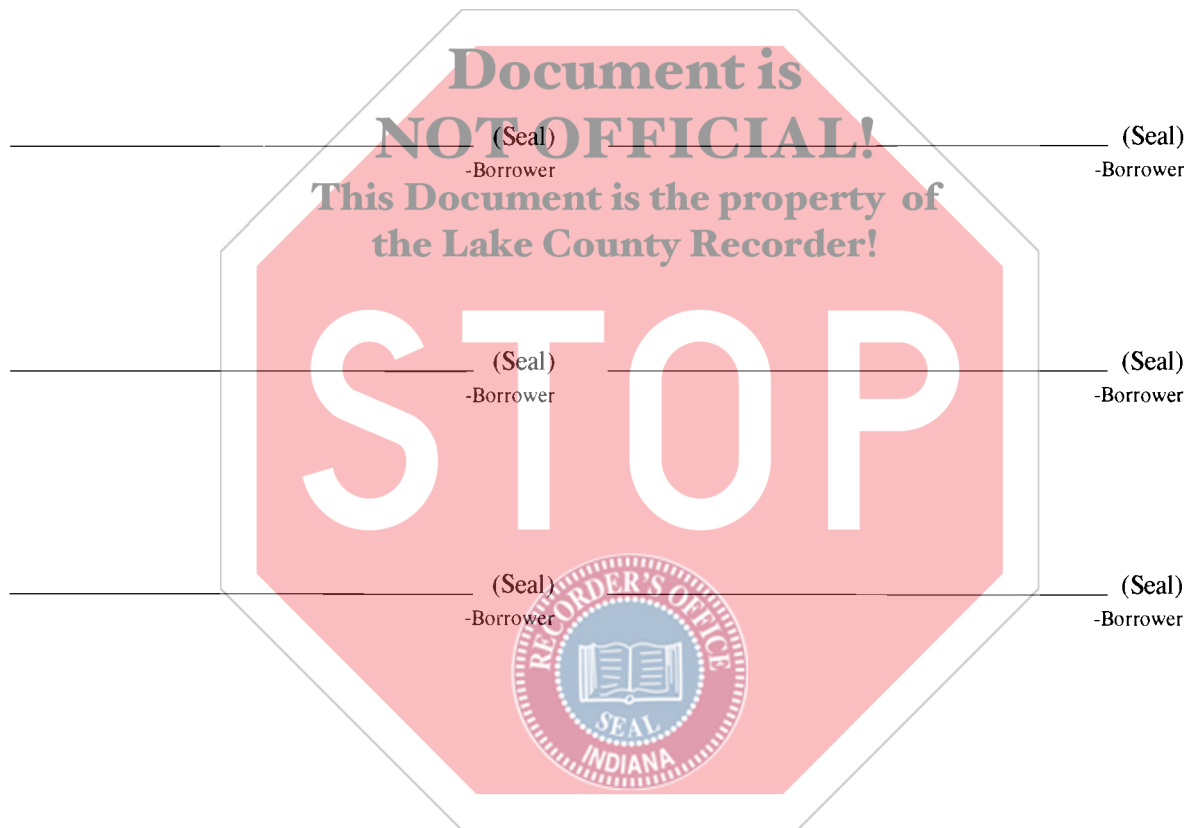 Document is
NOT OFFICIAL!
(Seal) (Seal)
-Borrower -Borrower
This Document is the property of
the Lake County Recorder!
STOP
(Seal) (Seal)
-Borrower -Borrower
(Seal) (Seal)
-Borrower -Borrower
RECORDER'S OFFICE
SEAL
INDIANA